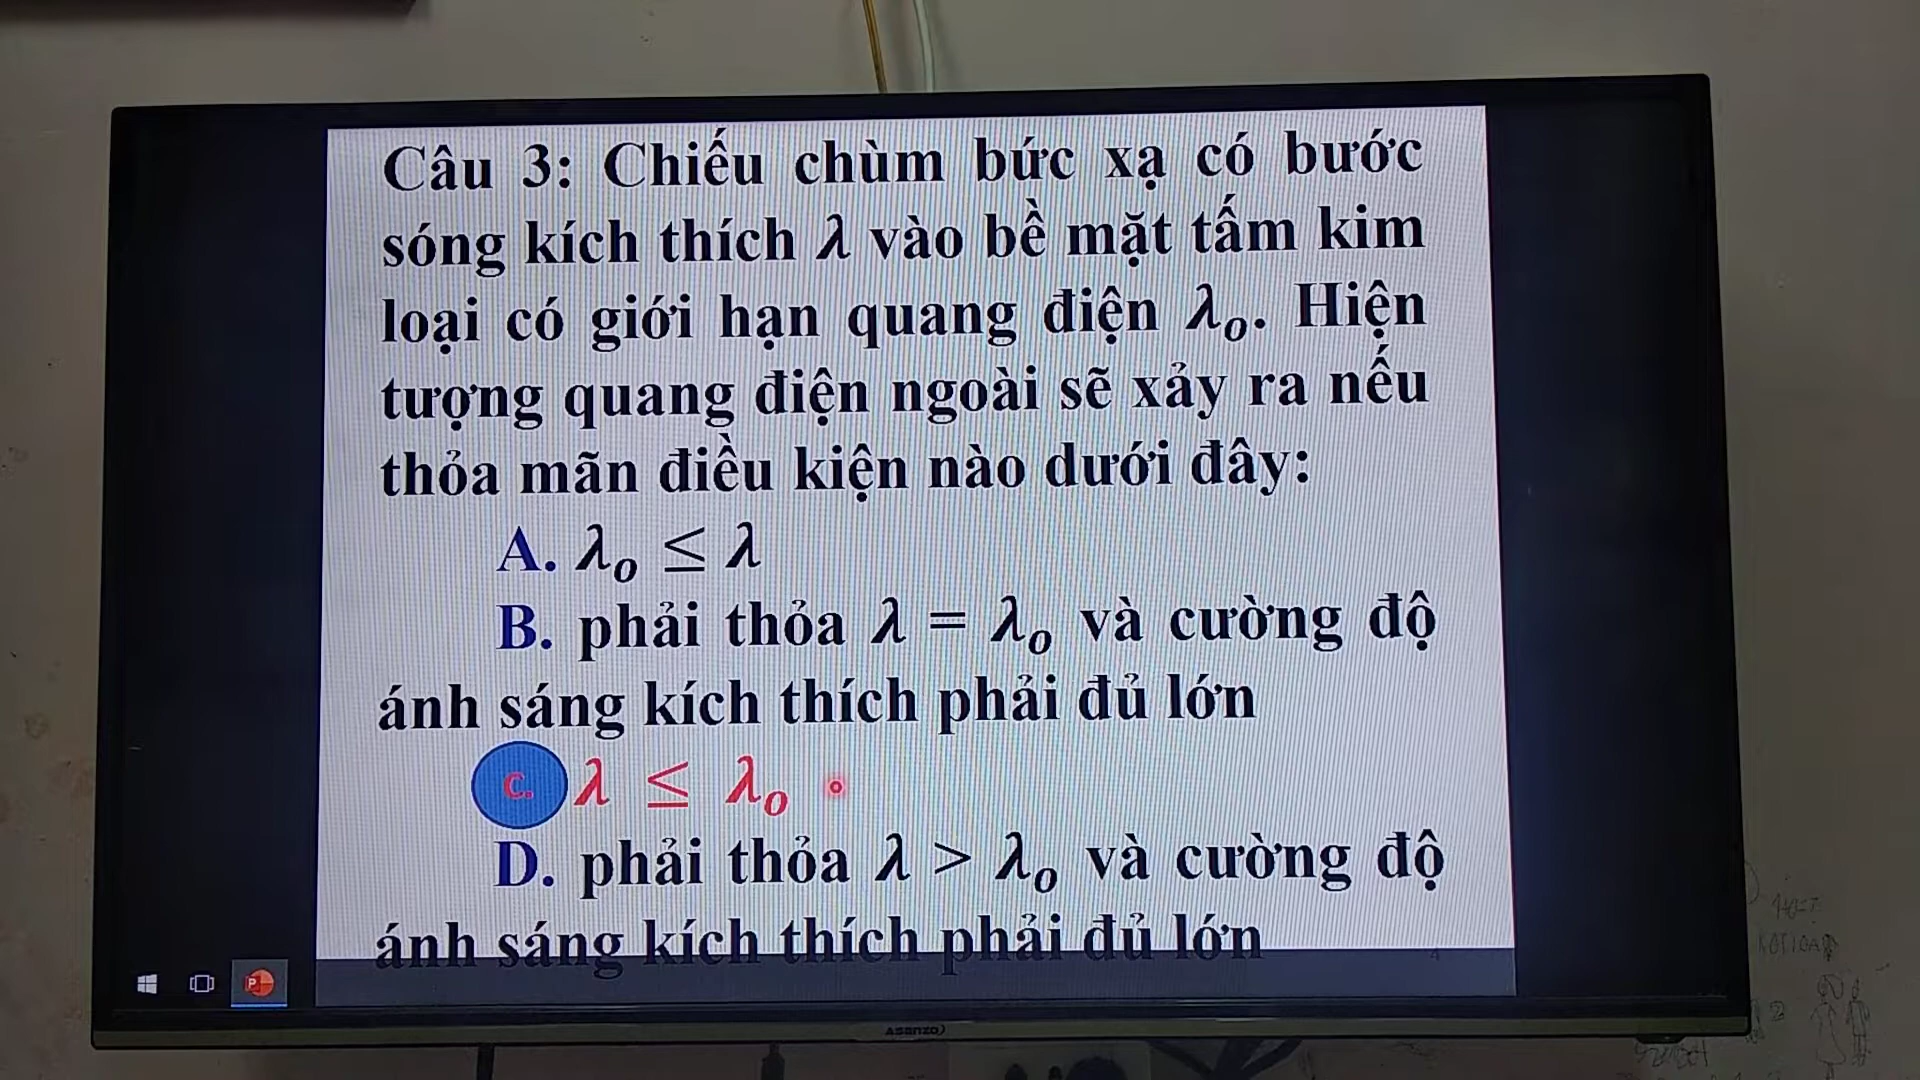 Câu 3: Chiếu chùm bức xạ có bước
sóng kích thích λ vào bề mặt tấm kim
loại có giới hạn quang điện λₒ. Hiện
tượng quang điện ngoài sẽ xảy ra nếu
thỏa mãn điều kiện nào dưới đây:
A. λₒ ≤ λ
B. phải thỏa λ = λₒ và cường độ
ánh sáng kích thích phải đủ lớn
C. λ ≤ λₒ
D. phải thỏa λ > λₒ và cường độ
ánh sáng kích thích phải đủ lớn
4
P
ASANZO